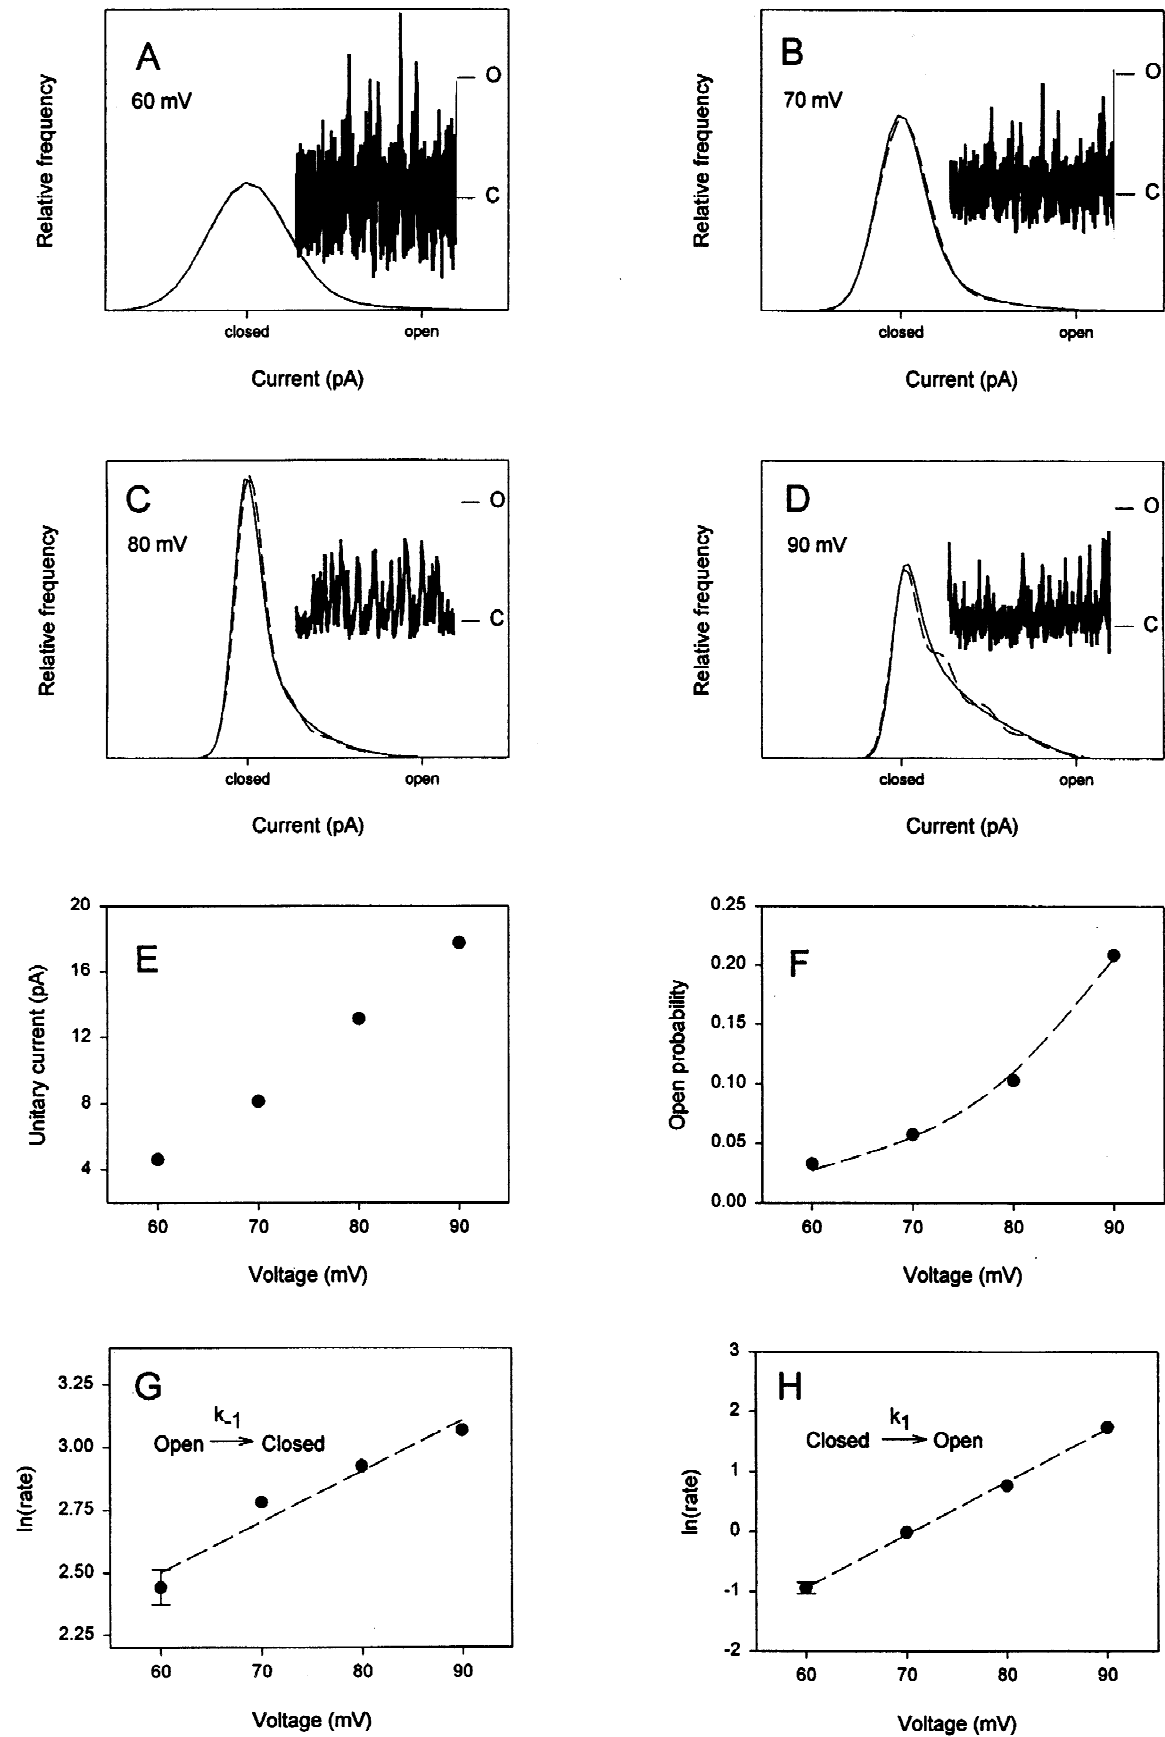 A
60 mV
O
C
Relative frequency
closed
open
Current (pA)
B
70 mV
O
C
Relative frequency
closed
open
Current (pA)
C
80 mV
O
C
Relative frequency
closed
open
Current (pA)
D
90 mV
O
C
Relative frequency
closed
open
Current (pA)
E
20
16
12
8
4
Unitary current (pA)
60 70 80 90
Voltage (mV)
F
0.25
0.20
0.15
0.10
0.05
0.00
Open probability
60 70 80 90
Voltage (mV)
G
3.25
3.00
2.75
2.50
2.25
ln(rate)
k-1
Open → Closed
60 70 80 90
Voltage (mV)
H
3
2
1
0
-1
-2
ln(rate)
k1
Closed → Open
60 70 80 90
Voltage (mV)